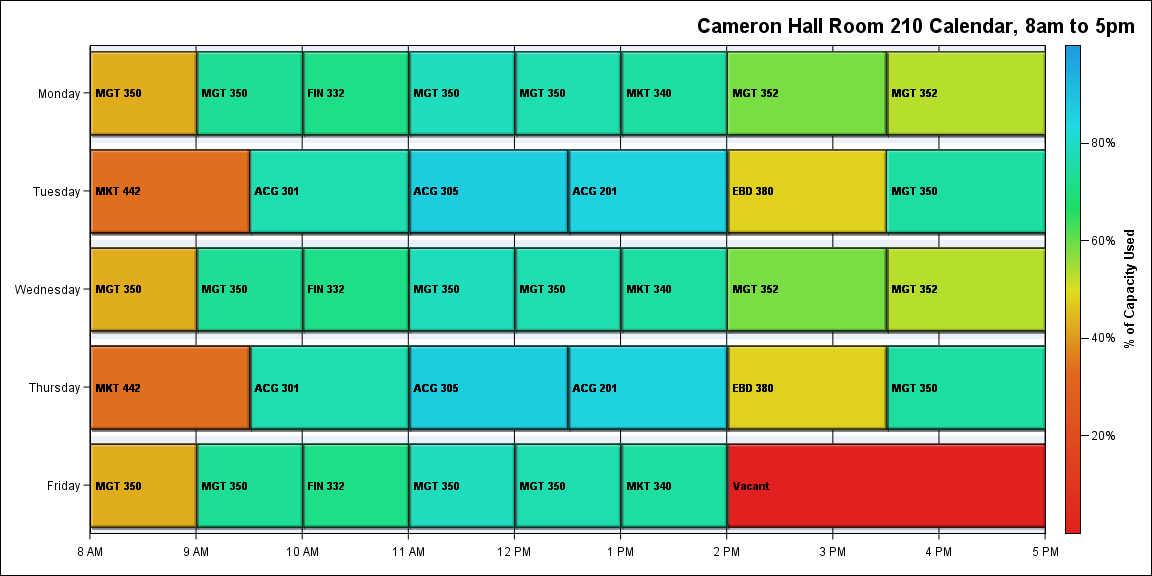 Cameron Hall Room 210 Calendar, 8am to 5pm
Monday
MGT 350
MGT 350
FIN 332
MGT 350
MGT 350
MKT 340
MGT 352
MGT 352
Tuesday
MKT 442
ACG 301
ACG 305
ACG 201
EBD 380
MGT 350
Wednesday
MGT 350
MGT 350
FIN 332
MGT 350
MGT 350
MKT 340
MGT 352
MGT 352
Thursday
MKT 442
ACG 301
ACG 305
ACG 201
EBD 380
MGT 350
Friday
MGT 350
MGT 350
FIN 332
MGT 350
MGT 350
MKT 340
Vacant
8 AM
9 AM
10 AM
11 AM
12 PM
1 PM
2 PM
3 PM
4 PM
5 PM
80%
60%
40%
20%
% of Capacity Used